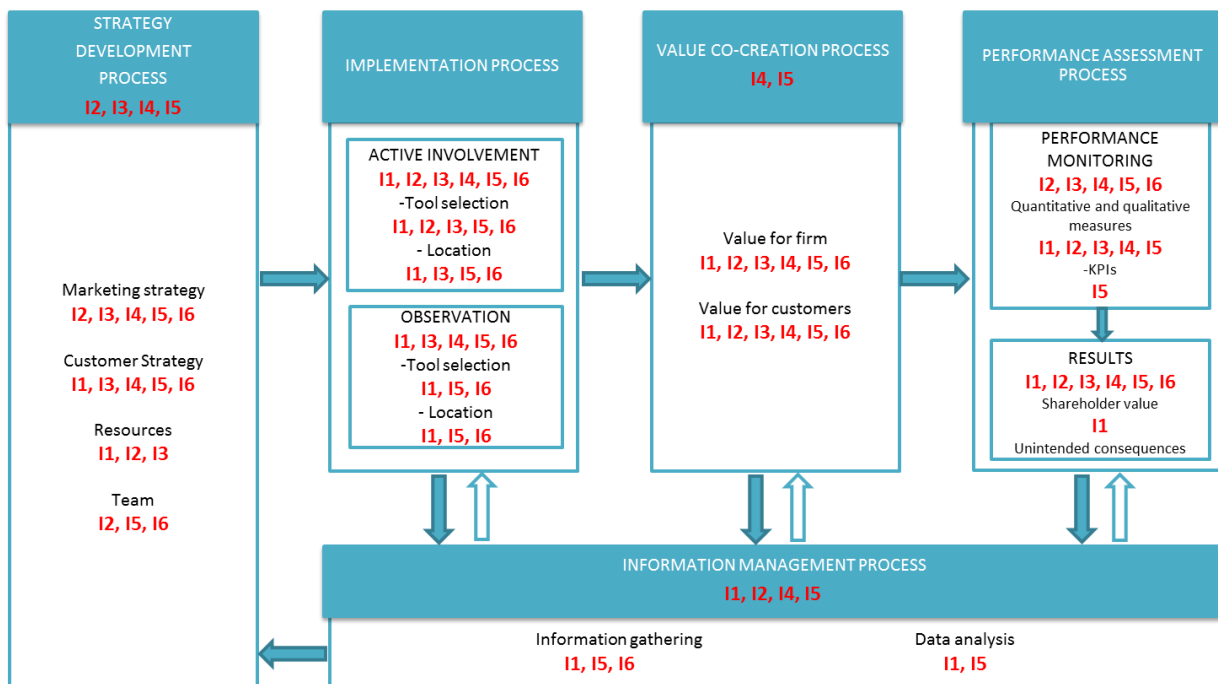 STRATEGY
DEVELOPMENT
PROCESS
I2, I3, I4, I5
Marketing strategy
I2, I3, I4, I5, I6
Customer Strategy
I1, I3, I4, I5, I6
Resources
I1, I2, I3
Team
I2, I5, I6
IMPLEMENTATION PROCESS
ACTIVE INVOLVEMENT
I1, I2, I3, I4, I5, I6
-Tool selection
I1, I2, I3, I5, I6
- Location
I1, I3, I5, I6
OBSERVATION
I1, I3, I4, I5, I6
-Tool selection
I1, I5, I6
- Location
I1, I5, I6
VALUE CO-CREATION PROCESS
I4, I5
Value for firm
I1, I2, I3, I4, I5, I6
Value for customers
I1, I2, I3, I4, I5, I6
PERFORMANCE ASSESSMENT
PROCESS
PERFORMANCE
MONITORING
I2, I3, I4, I5, I6
Quantitative and qualitative
measures
I1, I2, I3, I4, I5
-KPIs
I5
RESULTS
I1, I2, I3, I4, I5, I6
Shareholder value
I1
Unintended consequences
INFORMATION MANAGEMENT PROCESS
I1, I2, I4, I5
Information gathering
I1, I5, I6
Data analysis
I1, I5